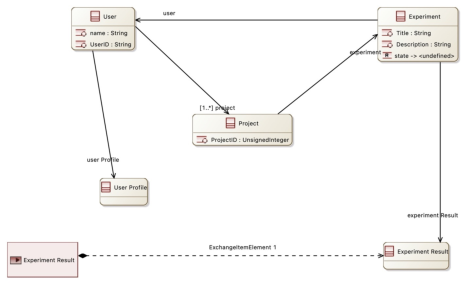 user
User
name : String
UserID : String
Experiment
Title : String
Description : String
state -> <undefined>
experiment
[1..*] project
Project
ProjectID : UnsignedInteger
user Profile
User Profile
experiment Result
ExchangeItemElement 1
Experiment Result
Experiment Result